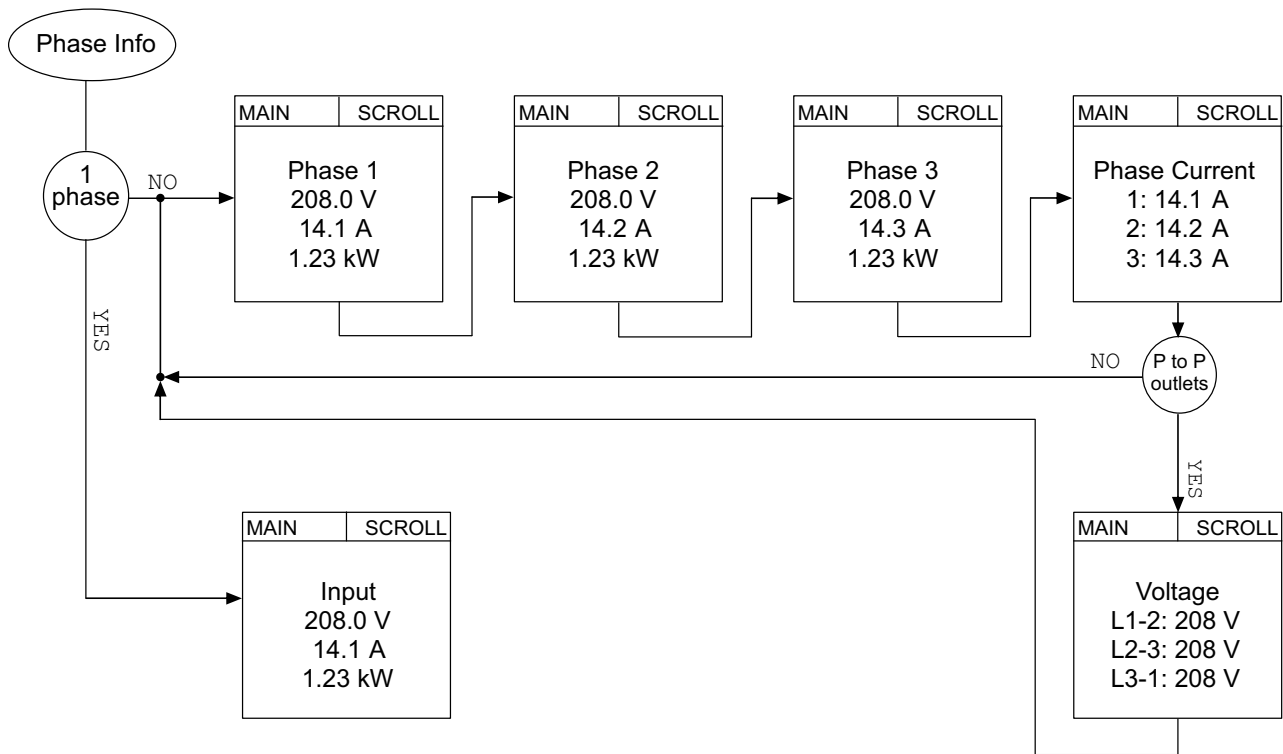 Phase Info
1
phase
NO
YES
MAIN SCROLL
Phase 1
208.0 V
14.1 A
1.23 kW
MAIN SCROLL
Phase 2
208.0 V
14.2 A
1.23 kW
MAIN SCROLL
Phase 3
208.0 V
14.3 A
1.23 kW
MAIN SCROLL
Phase Current
1: 14.1 A
2: 14.2 A
3: 14.3 A
P to P
outlets
NO
YES
MAIN SCROLL
Input
208.0 V
14.1 A
1.23 kW
MAIN SCROLL
Voltage
L1-2: 208 V
L2-3: 208 V
L3-1: 208 V